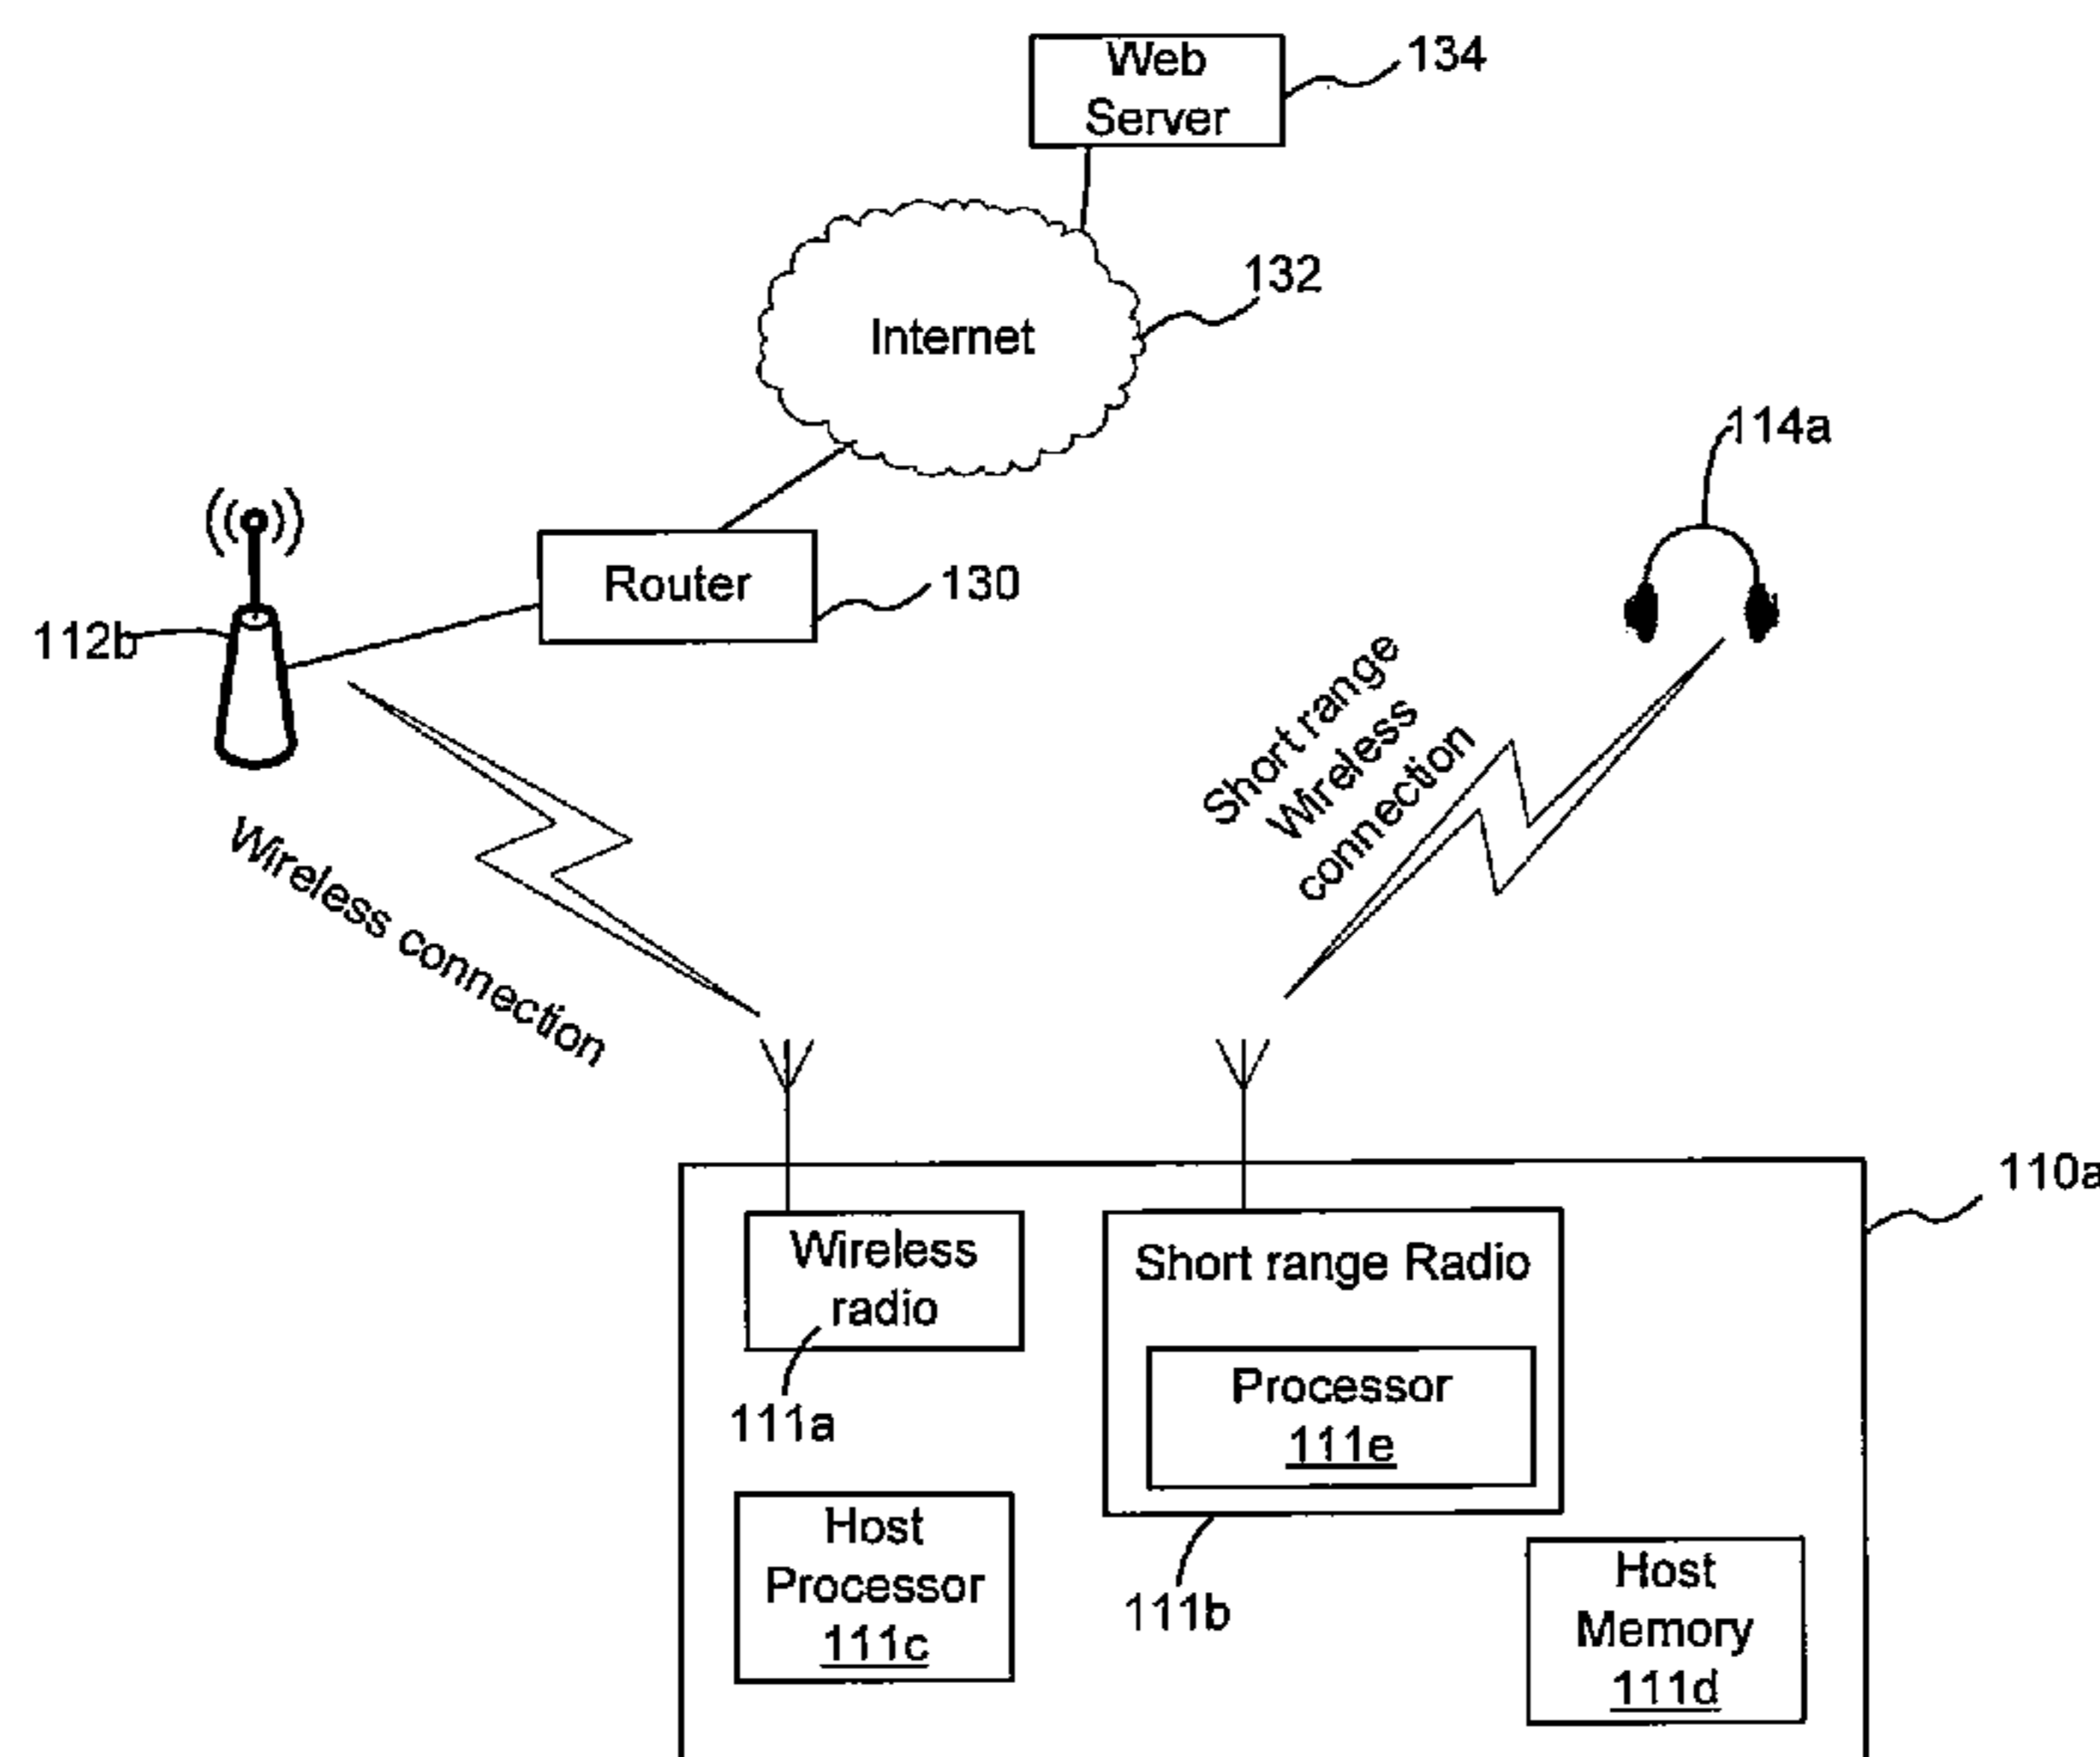 Web
Server
134
Internet
132
114a
Router
130
112b
Short range
Wireless
connection
Wireless connection
110a
Wireless
radio
111a
Short range Radio
Processor
111e
111b
Host
Processor
111c
Host
Memory
111d